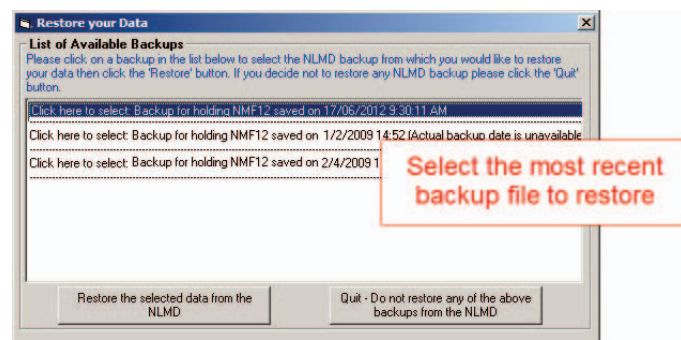 Restore your Data
List of Available Backups
Please click on a backup in the list below to select the NLMD backup from which you would like to restore
your data then click the 'Restore' button. If you decide not to restore any NLMD backup please click the 'Quit'
button.
Click here to select: Backup for holding NMF12 saved on 17/06/2012 9:30:11 AM
Click here to select: Backup for holding NMF12 saved on 1/2/2009 14:52 (Actual backup date is unavailable
Click here to select: Backup for holding NMF12 saved on 2/4/2009 1
Select the most recent
backup file to restore
Restore the selected data from the
NLMD
Quit - Do not restore any of the above
backups from the NLMD